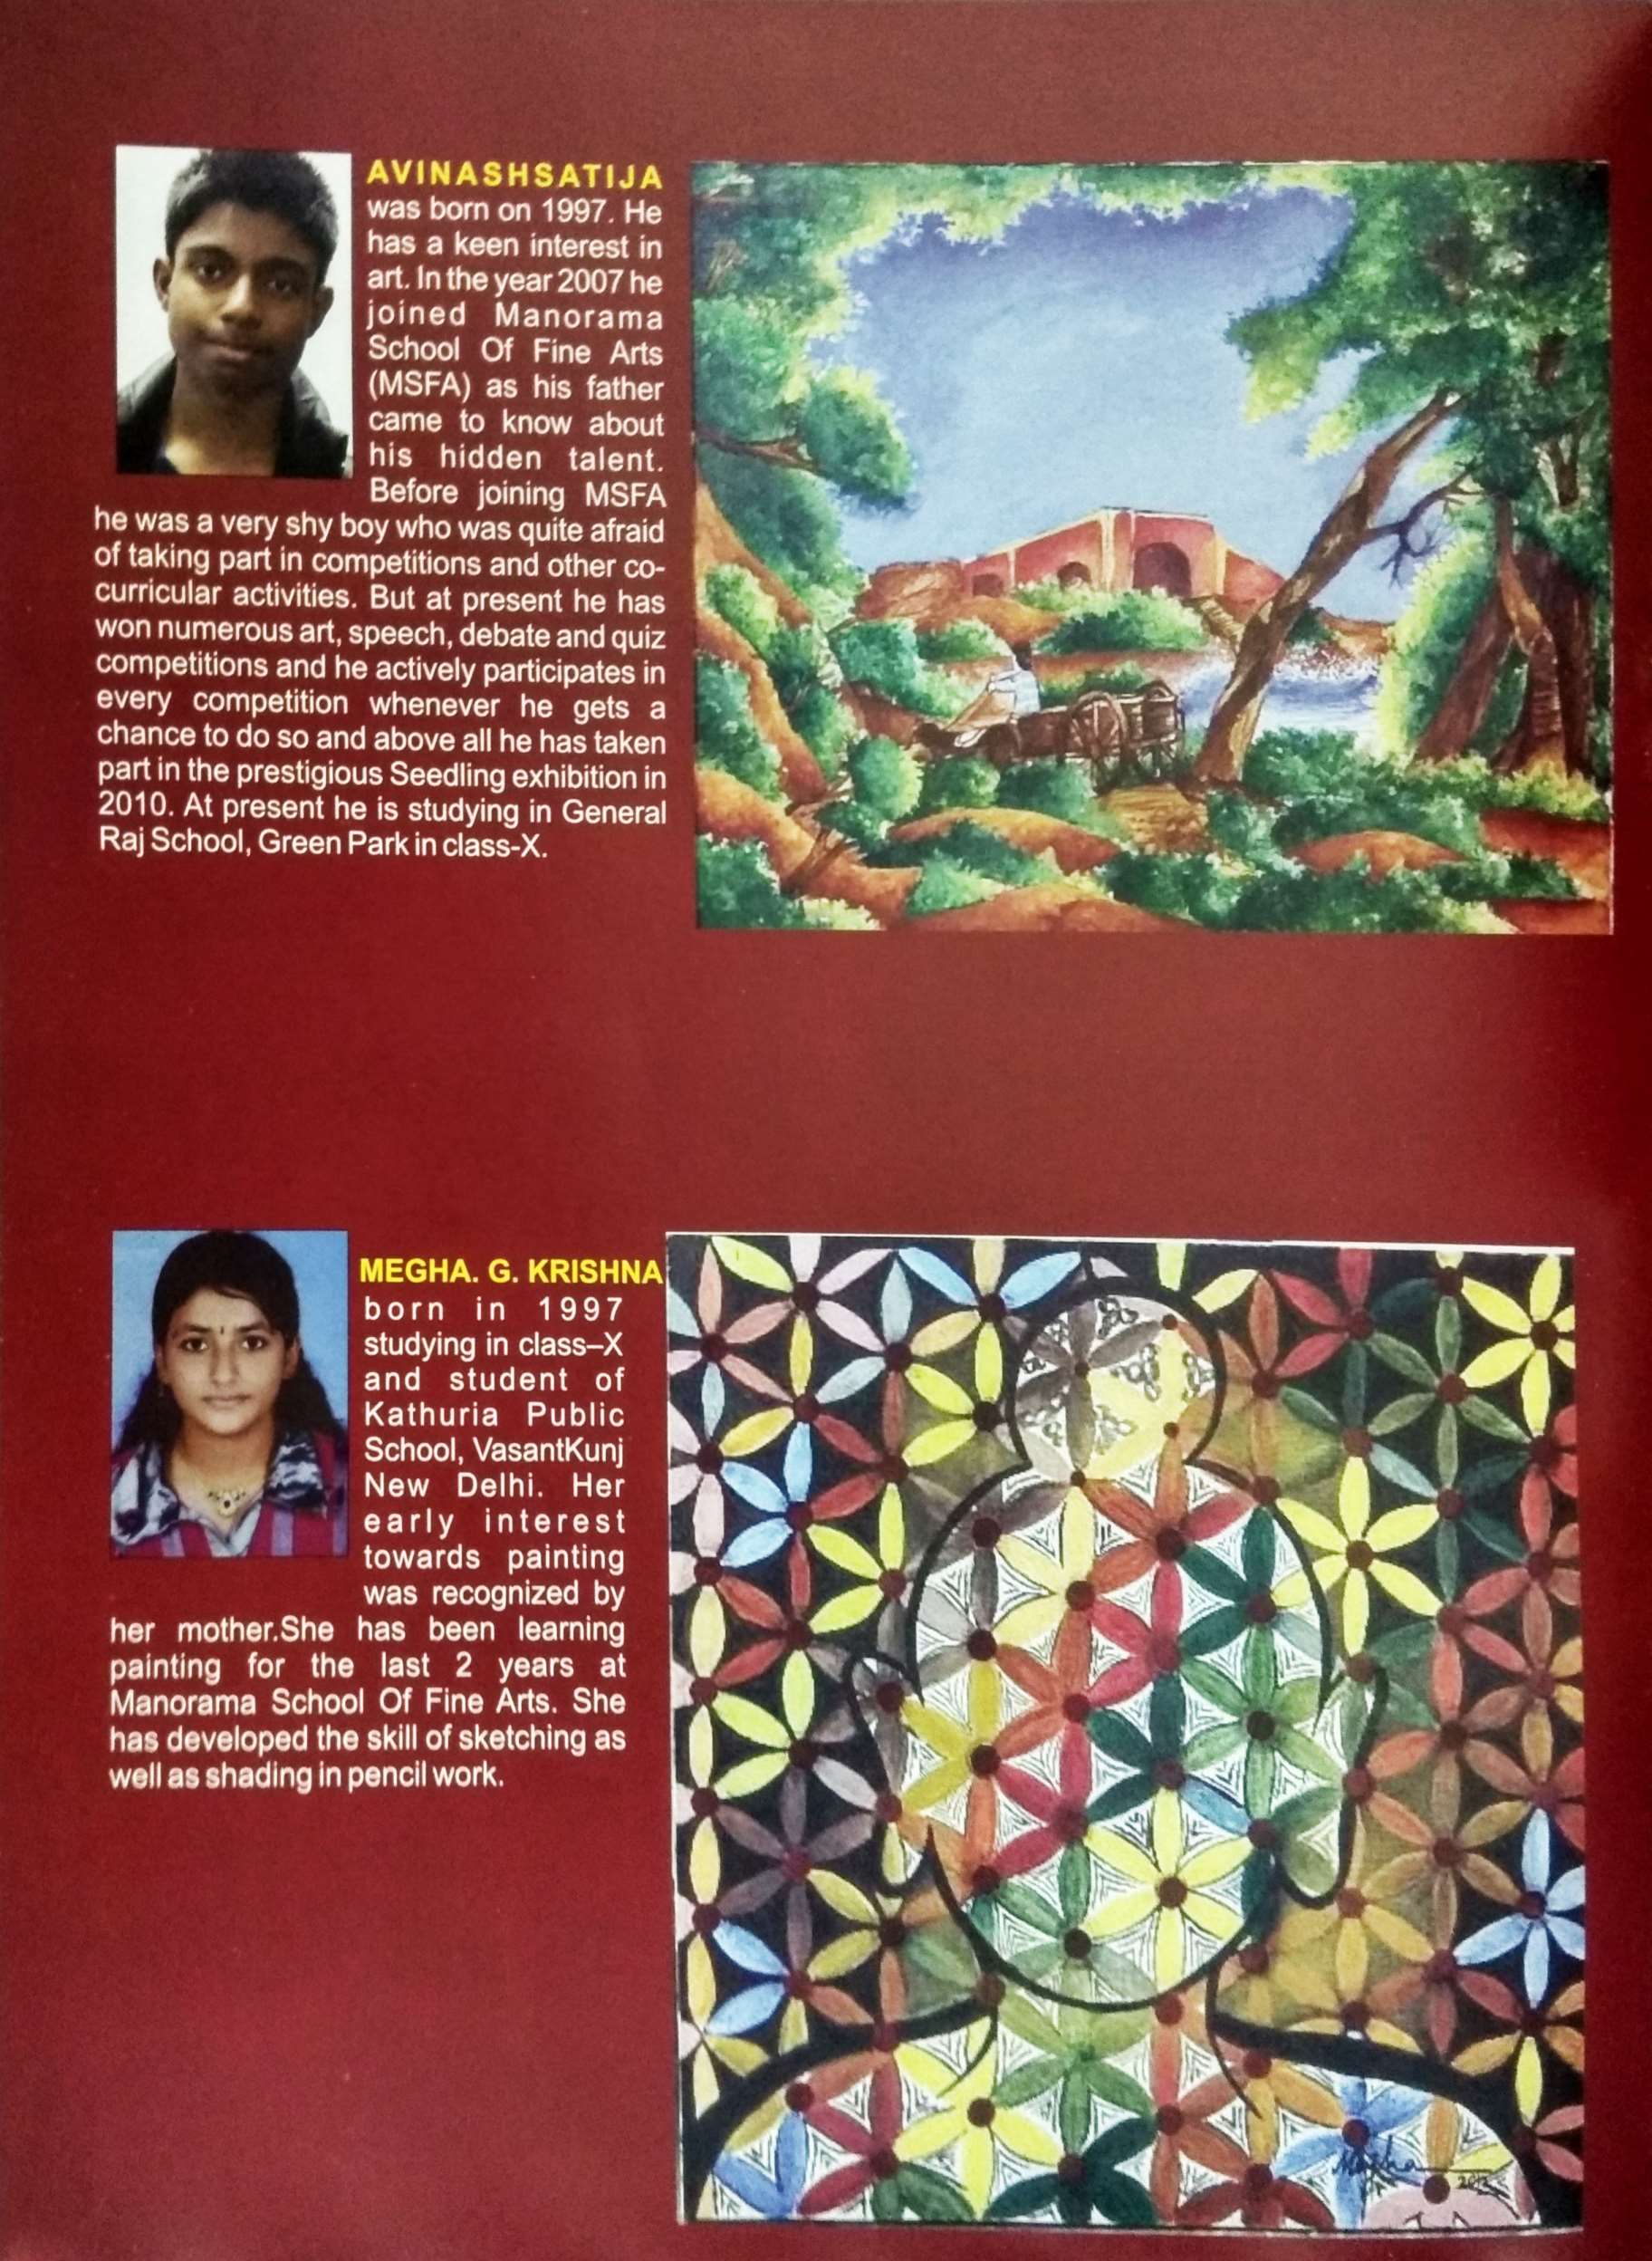 AVINASHSATIJA
was born on 1997. He
has a keen interest in
art. In the year 2007 he
joined Manorama
School Of Fine Arts
(MSFA) as his father
came to know about
his hidden talent.
Before joining MSFA
he was a very shy boy who was quite afraid
of taking part in competitions and other co-
curricular activities. But at present he has
won numerous art, speech, debate and quiz
competitions and he actively participates in
every competition whenever he gets a
chance to do so and above all he has taken
part in the prestigious Seedling exhibition in
2010. At present he is studying in General
Raj School, Green Park in class-X.
MEGHA. G. KRISHNA
born in 1997
studying in class–X
and student of
Kathuria Public
School, VasantKunj
New Delhi. Her
early interest
towards painting
was recognized by
her mother.She has been learning
painting for the last 2 years at
Manorama School Of Fine Arts. She
has developed the skill of sketching as
well as shading in pencil work.
Megha